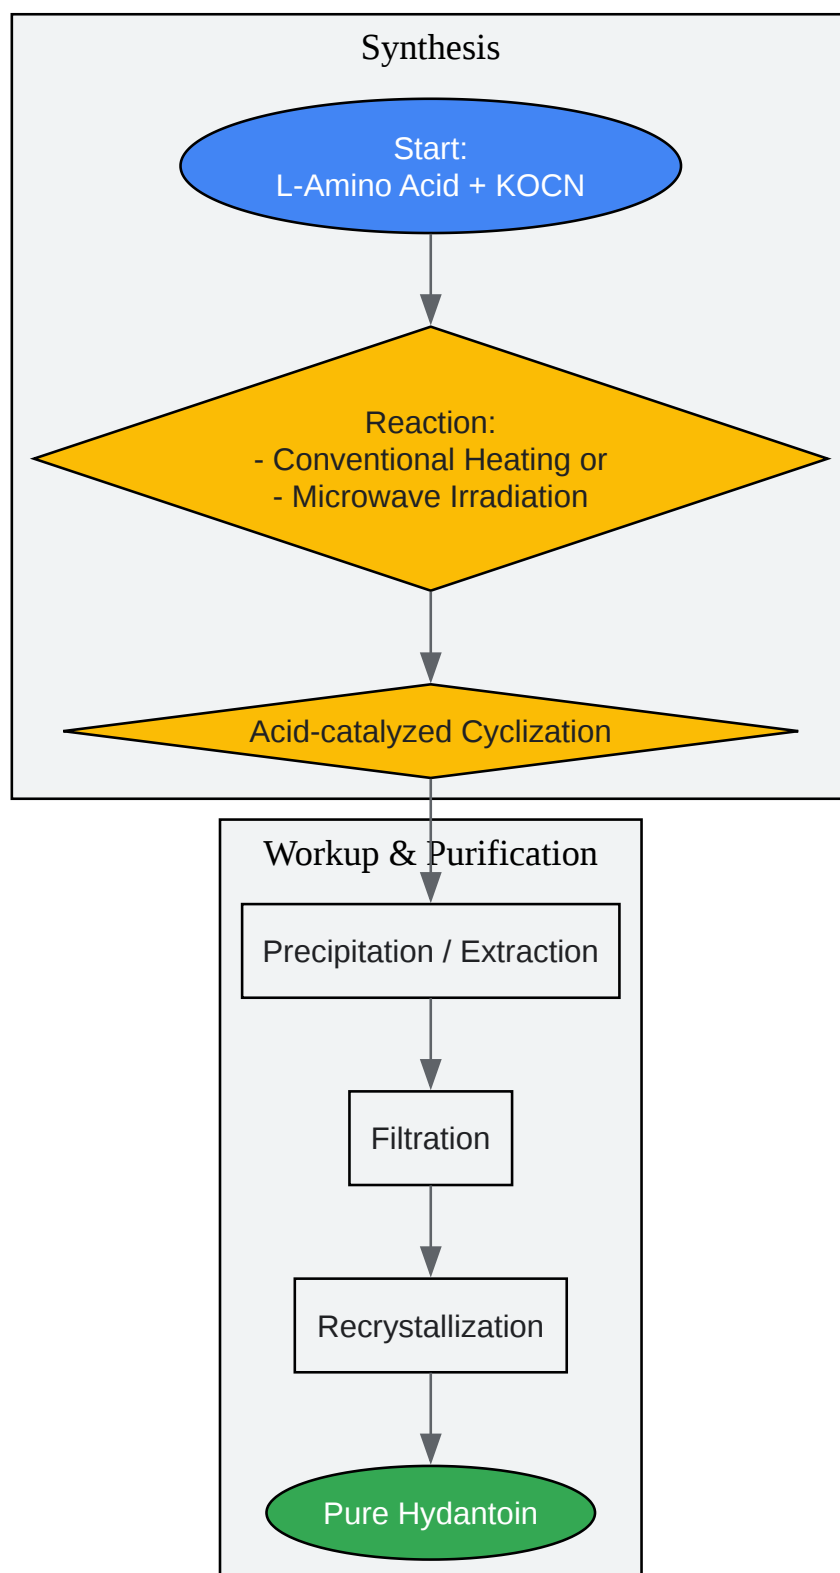 Synthesis
Start:
L-Amino Acid + KOCN
Reaction:
- Conventional Heating or
- Microwave Irradiation
Acid-catalyzed Cyclization
Workup & Purification
Precipitation / Extraction
Filtration
Recrystallization
Pure Hydantoin